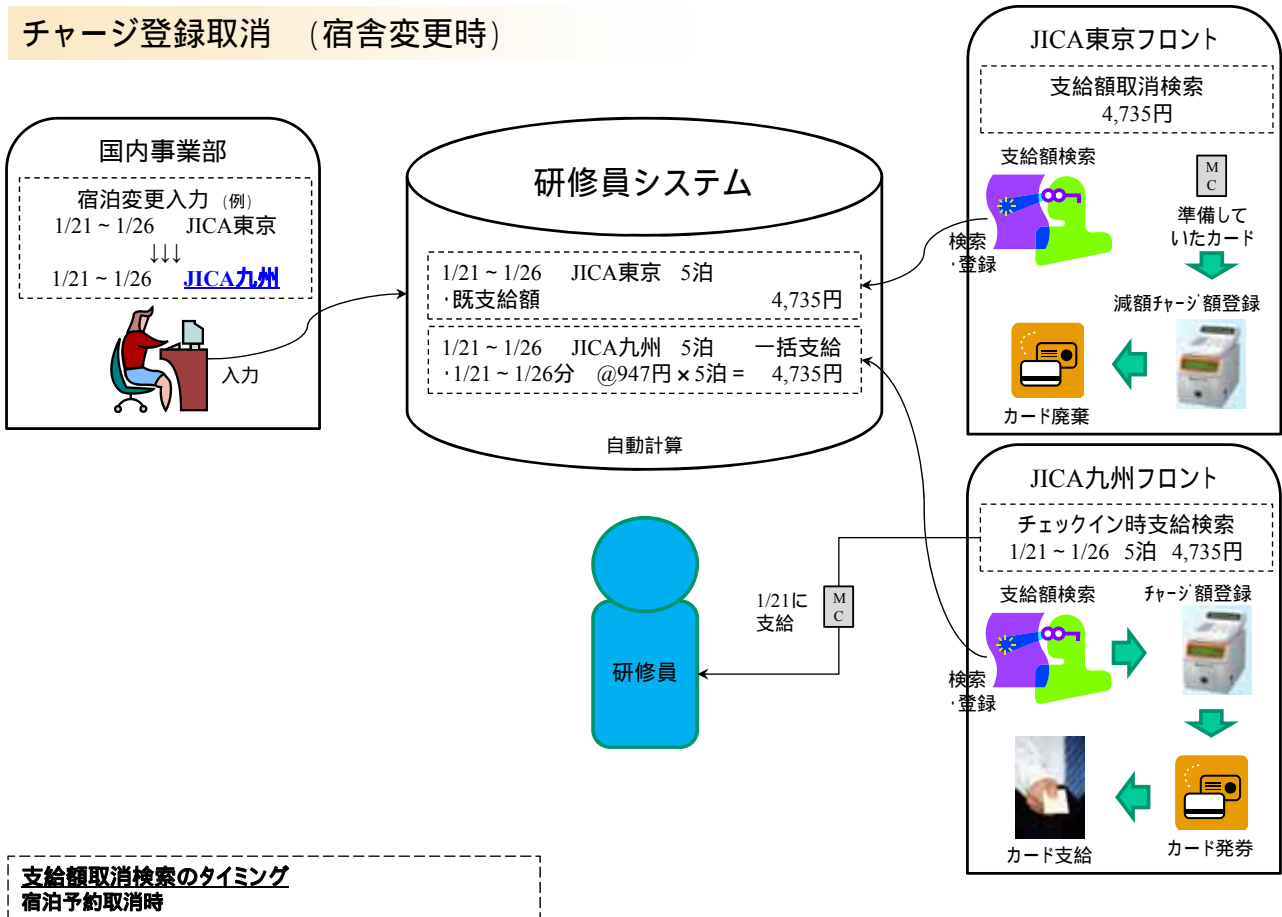 チャージ登録取消　（宿舎変更時）
国内事業部
宿泊変更入力 (例)
1/21～1/26　JICA東京
↓↓↓
1/21～1/26　JICA九州
入力
研修員システム
1/21～1/26　JICA東京　5泊
・既支給額　4,735円
1/21～1/26　JICA九州　5泊　一括支給
・1/21～1/26分　@947円×5泊＝　4,735円
自動計算
JICA東京フロント
支給額取消検索
4,735円
支給額検索
M
C
準備して
いたカード
検索
・登録
減額ﾁｬｰｼﾞ額登録
カード廃棄
JICA九州フロント
チェックイン時支給検索
1/21～1/26　5泊　4,735円
支給額検索
ﾁｬｰｼﾞ額登録
検索
・登録
カード支給
カード発券
1/21に
支給
M
C
研修員
支給額取消検索のタイミング
宿泊予約取消時